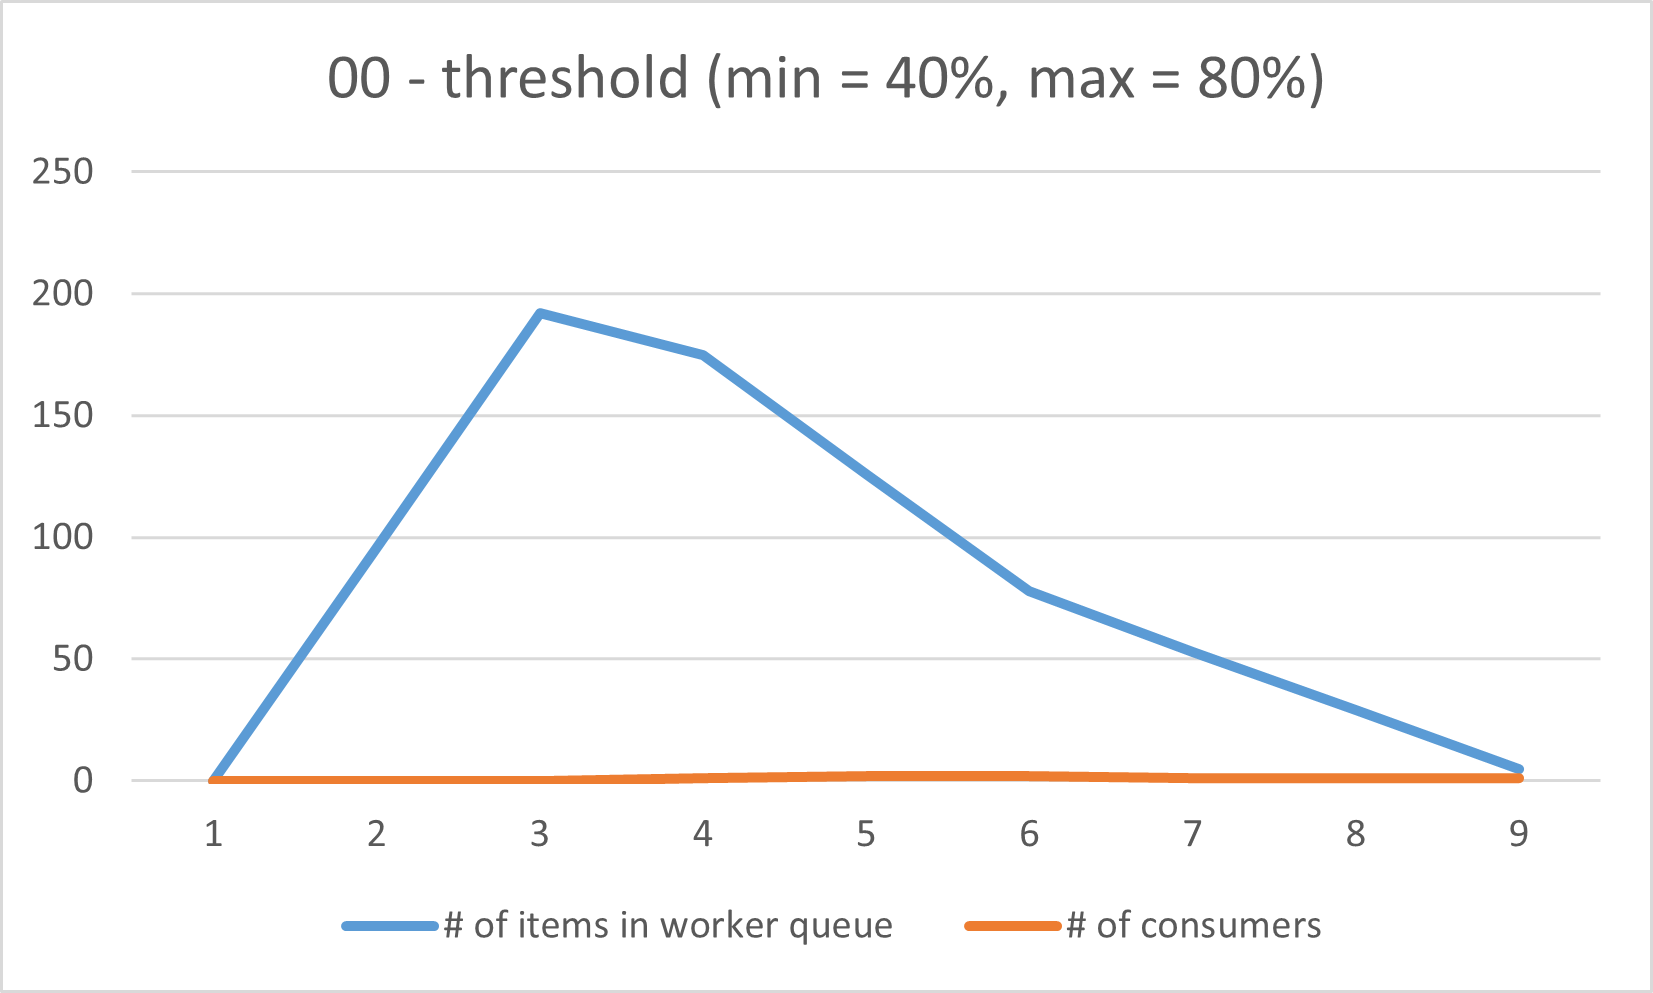 00 - threshold (min = 40%, max = 80%)
250
200
150
100
50
0
1 2 3 4 5 6 7 8 9
# of items in worker queue # of consumers